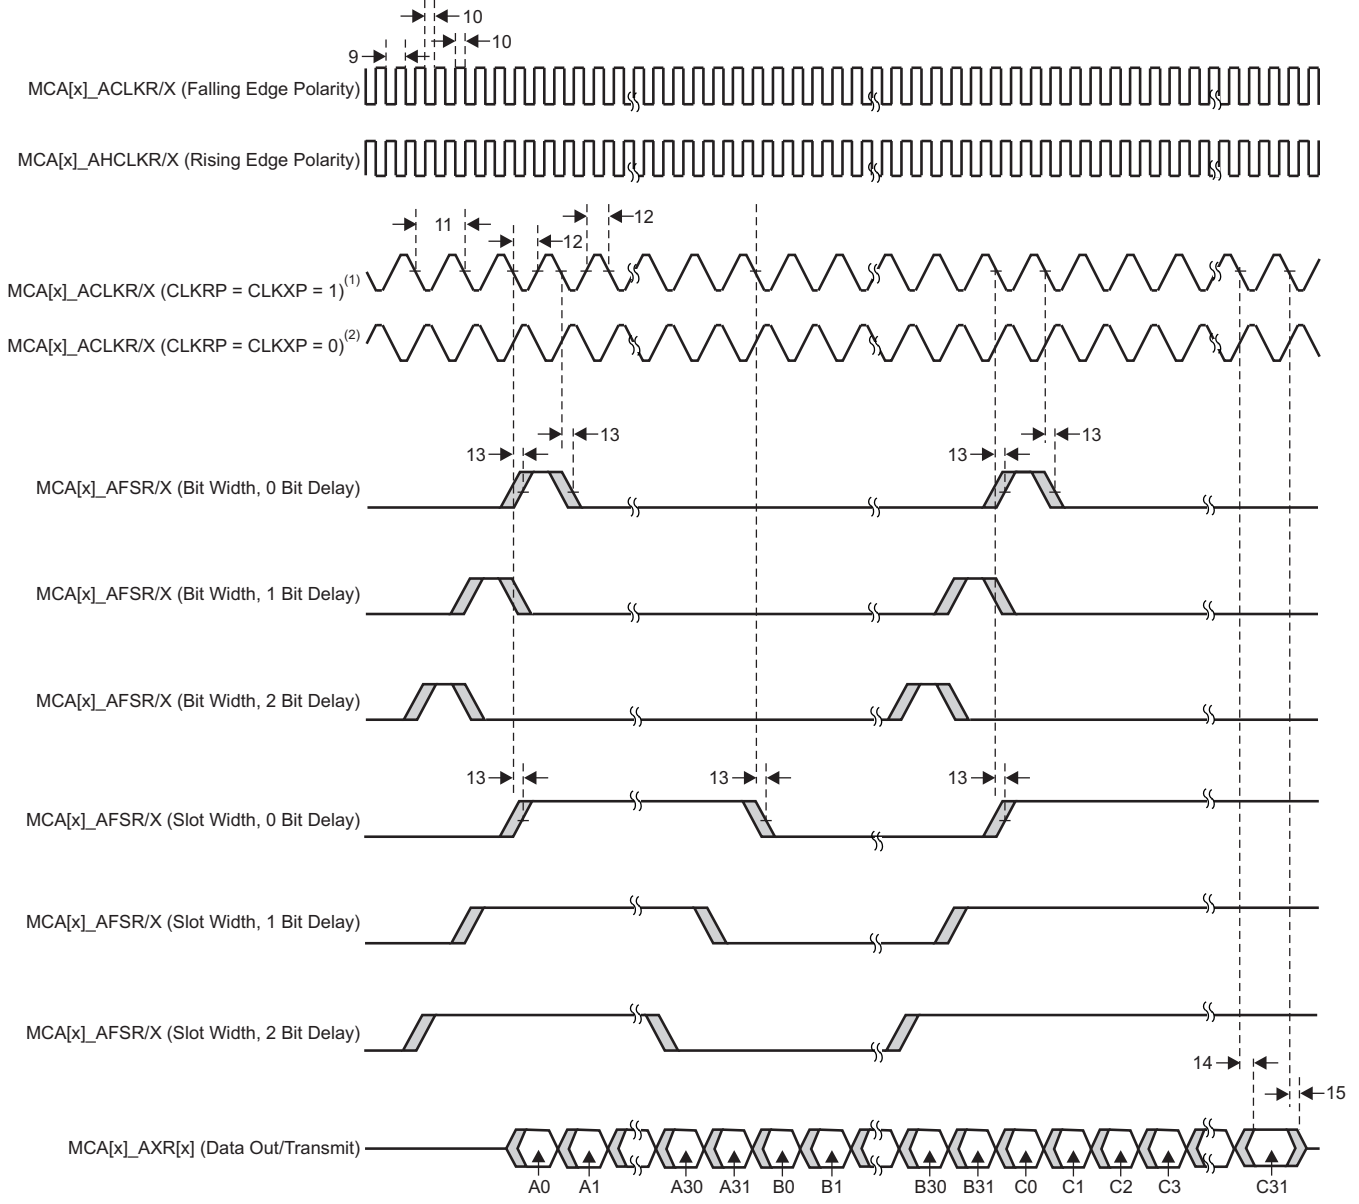 10
10
9
MCA[x]_ACLKR/X (Falling Edge Polarity)
MCA[x]_AHCLKR/X (Rising Edge Polarity)
11
12
12
MCA[x]_ACLKR/X (CLKRP = CLKXP = 1)(1)
MCA[x]_ACLKR/X (CLKRP = CLKXP = 0)(2)
13 13 13 13
MCA[x]_AFSR/X (Bit Width, 0 Bit Delay)
MCA[x]_AFSR/X (Bit Width, 1 Bit Delay)
MCA[x]_AFSR/X (Bit Width, 2 Bit Delay)
13 13 13
MCA[x]_AFSR/X (Slot Width, 0 Bit Delay)
MCA[x]_AFSR/X (Slot Width, 1 Bit Delay)
MCA[x]_AFSR/X (Slot Width, 2 Bit Delay)
14
15
MCA[x]_AXR[x] (Data Out/Transmit)
A0 A1 A30 A31 B0 B1 B30 B31 C0 C1 C2 C3 C31